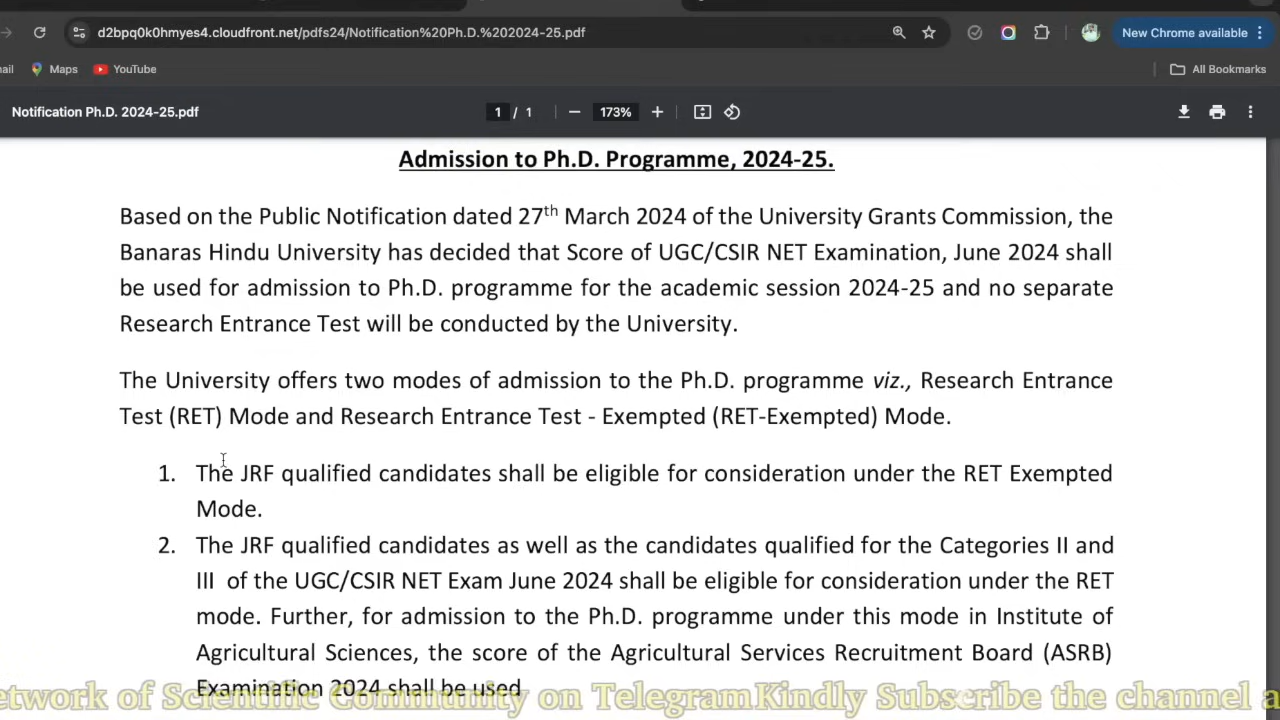 d2bpq0k0hmyes4.cloudfront.net/pdfs24/Notification%20Ph.D.%202024-25.pdf
New Chrome available
ail
Maps
YouTube
All Bookmarks
Notification Ph.D. 2024-25.pdf
1 / 1
173%
Admission to Ph.D. Programme, 2024-25.
Based on the Public Notification dated 27th March 2024 of the University Grants Commission, the
Banaras Hindu University has decided that Score of UGC/CSIR NET Examination, June 2024 shall
be used for admission to Ph.D. programme for the academic session 2024-25 and no separate
Research Entrance Test will be conducted by the University.
The University offers two modes of admission to the Ph.D. programme viz., Research Entrance
Test (RET) Mode and Research Entrance Test - Exempted (RET-Exempted) Mode.
1. The JRF qualified candidates shall be eligible for consideration under the RET Exempted
Mode.
2. The JRF qualified candidates as well as the candidates qualified for the Categories II and
III of the UGC/CSIR NET Exam June 2024 shall be eligible for consideration under the RET
mode. Further, for admission to the Ph.D. programme under this mode in Institute of
Agricultural Sciences, the score of the Agricultural Services Recruitment Board (ASRB)
Examination 2024 shall be used
etwork of Scientific Community on Telegram Kindly Subscribe the channel a